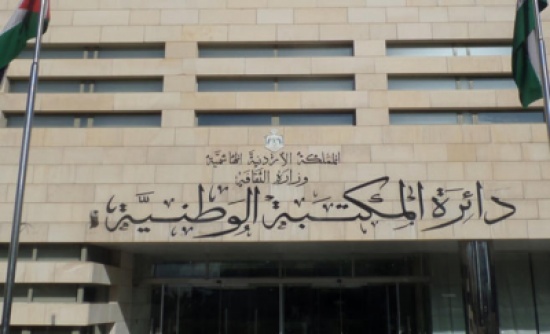 المملكة الأردنية الهاشمية
وزارة الثقافة
دائرة المكتبة الوطنية